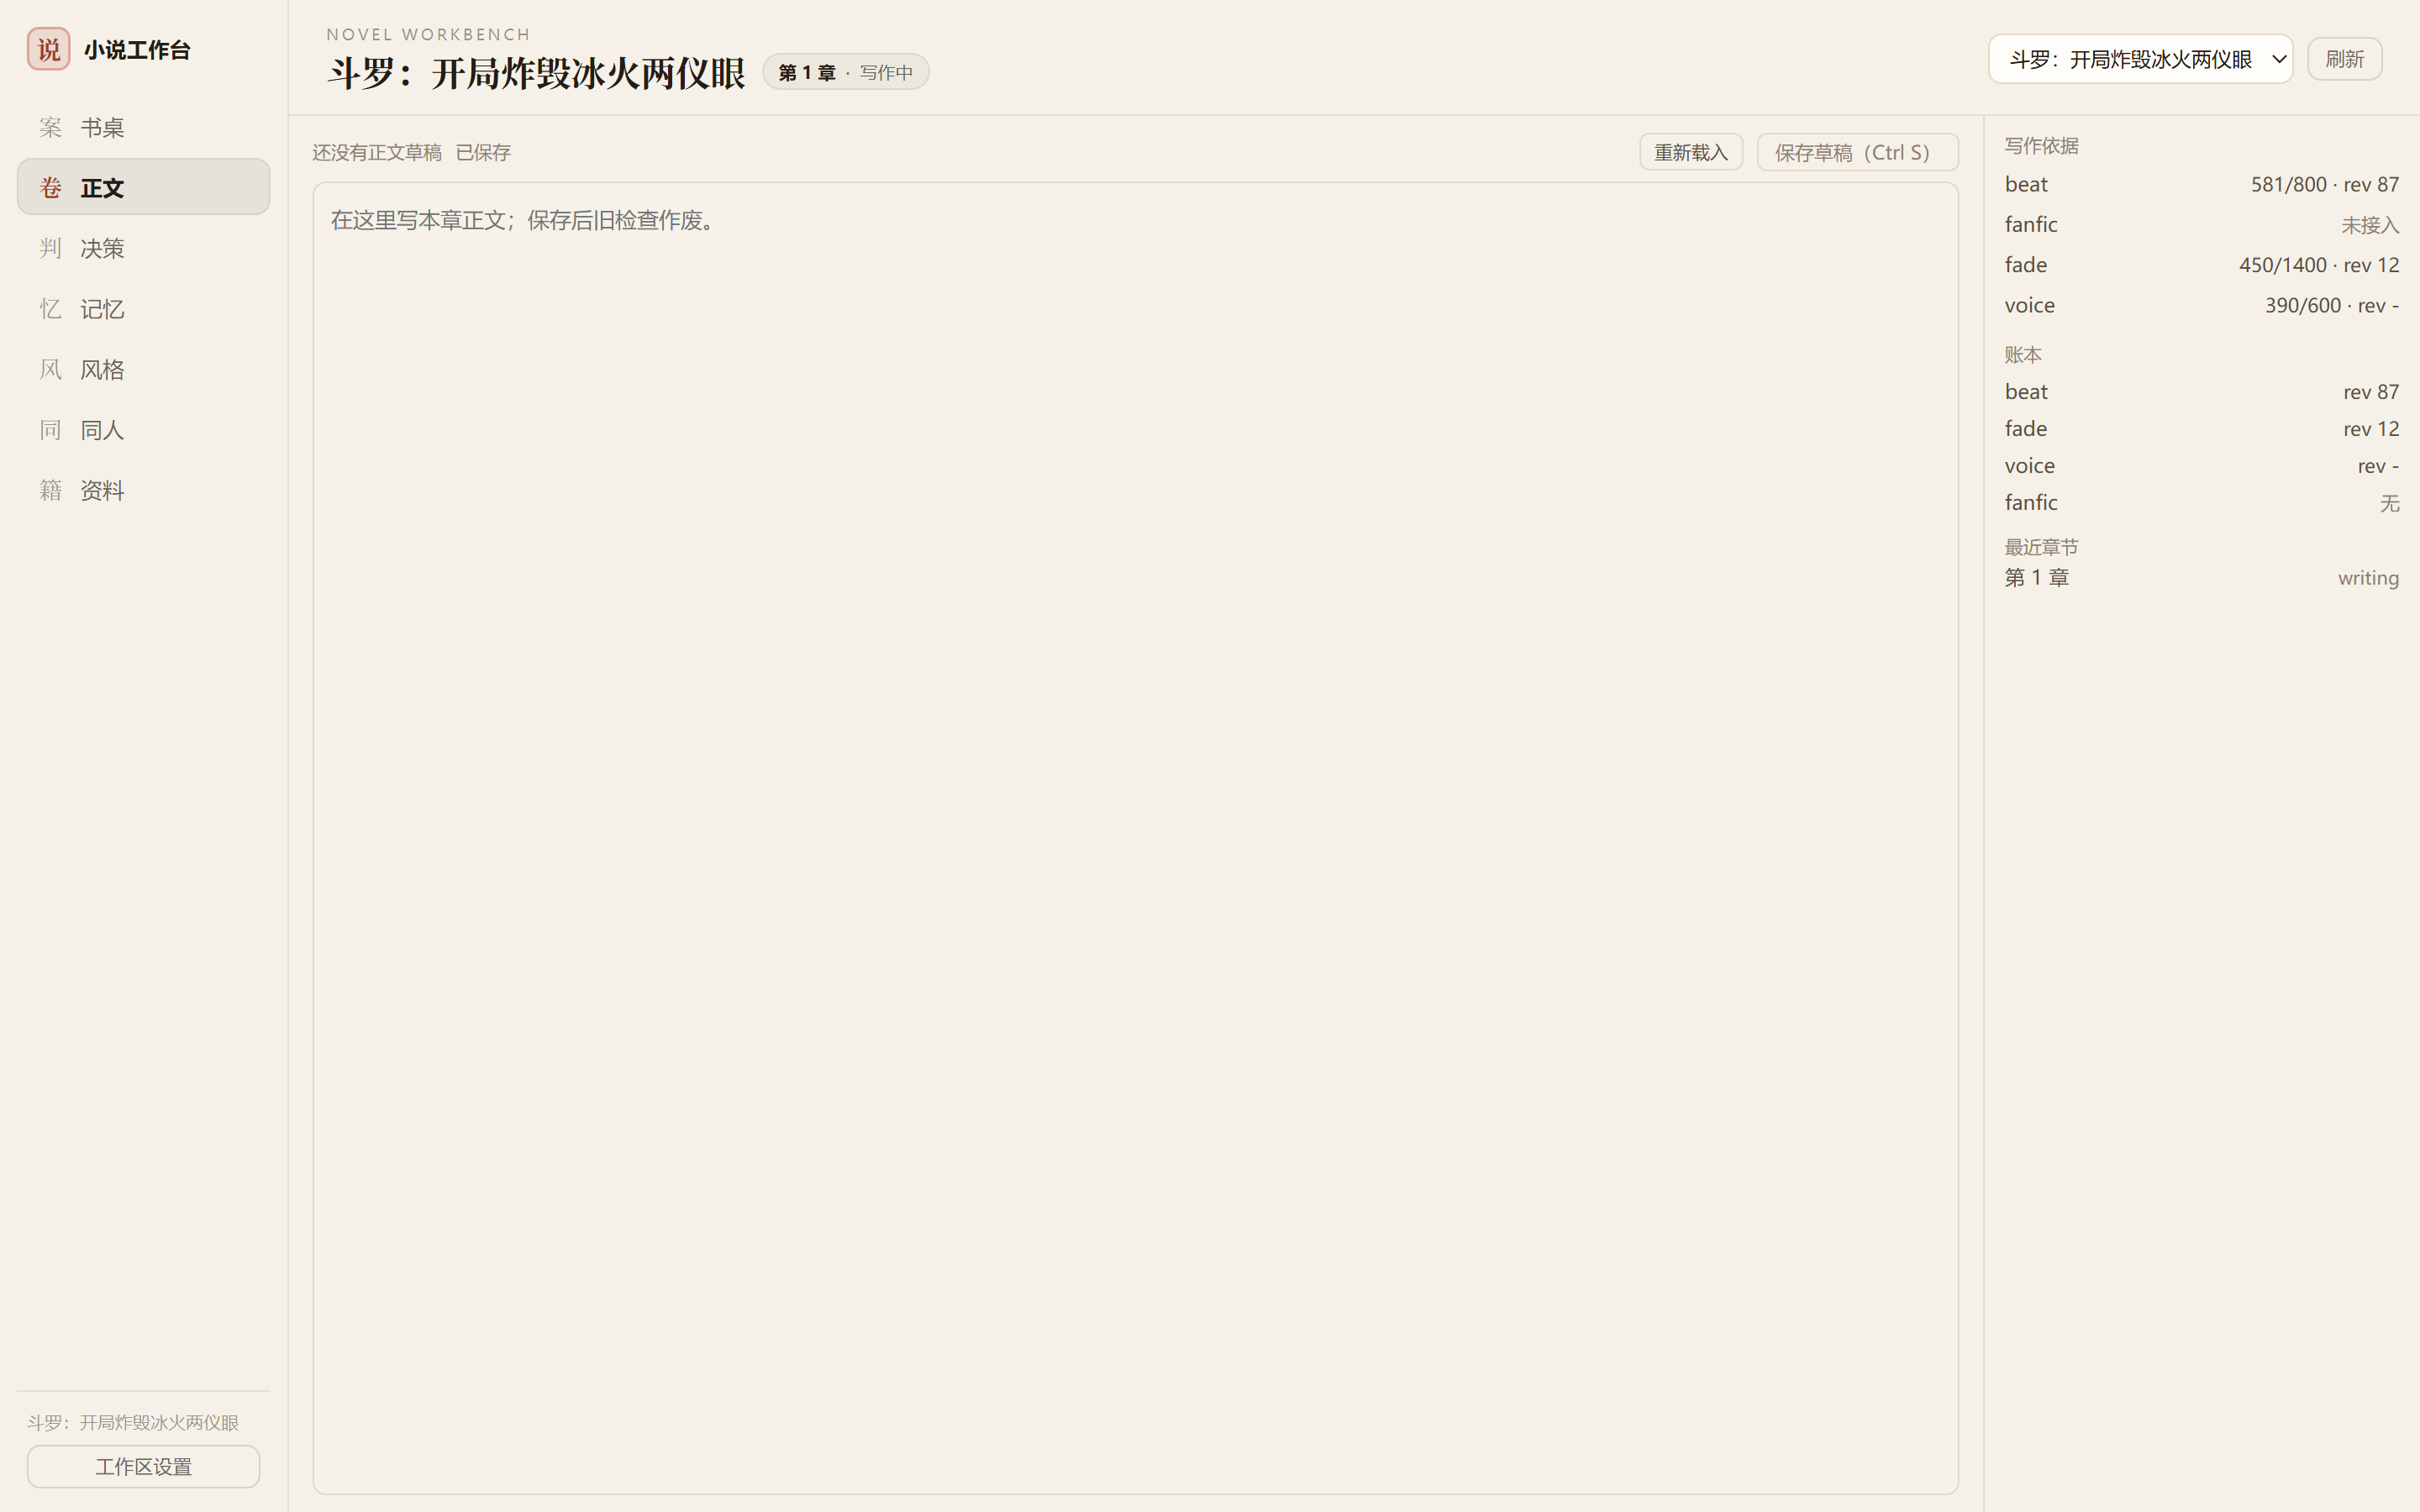 说 小说工作台
案 书桌
卷 正文
判 决策
忆 记忆
风 风格
同 同人
籍 资料
斗罗：开局炸毁冰火两仪眼
工作区设置
NOVEL WORKBENCH
斗罗：开局炸毁冰火两仪眼 第 1 章 · 写作中
斗罗：开局炸毁冰火两仪眼 刷新
还没有正文草稿 已保存 重新载入 保存草稿（Ctrl S）
在这里写本章正文；保存后旧检查作废。
写作依据
beat 581/800 · rev 87
fanfic 未接入
fade 450/1400 · rev 12
voice 390/600 · rev -
账本
beat rev 87
fade rev 12
voice rev -
fanfic 无
最近章节
第 1 章 writing